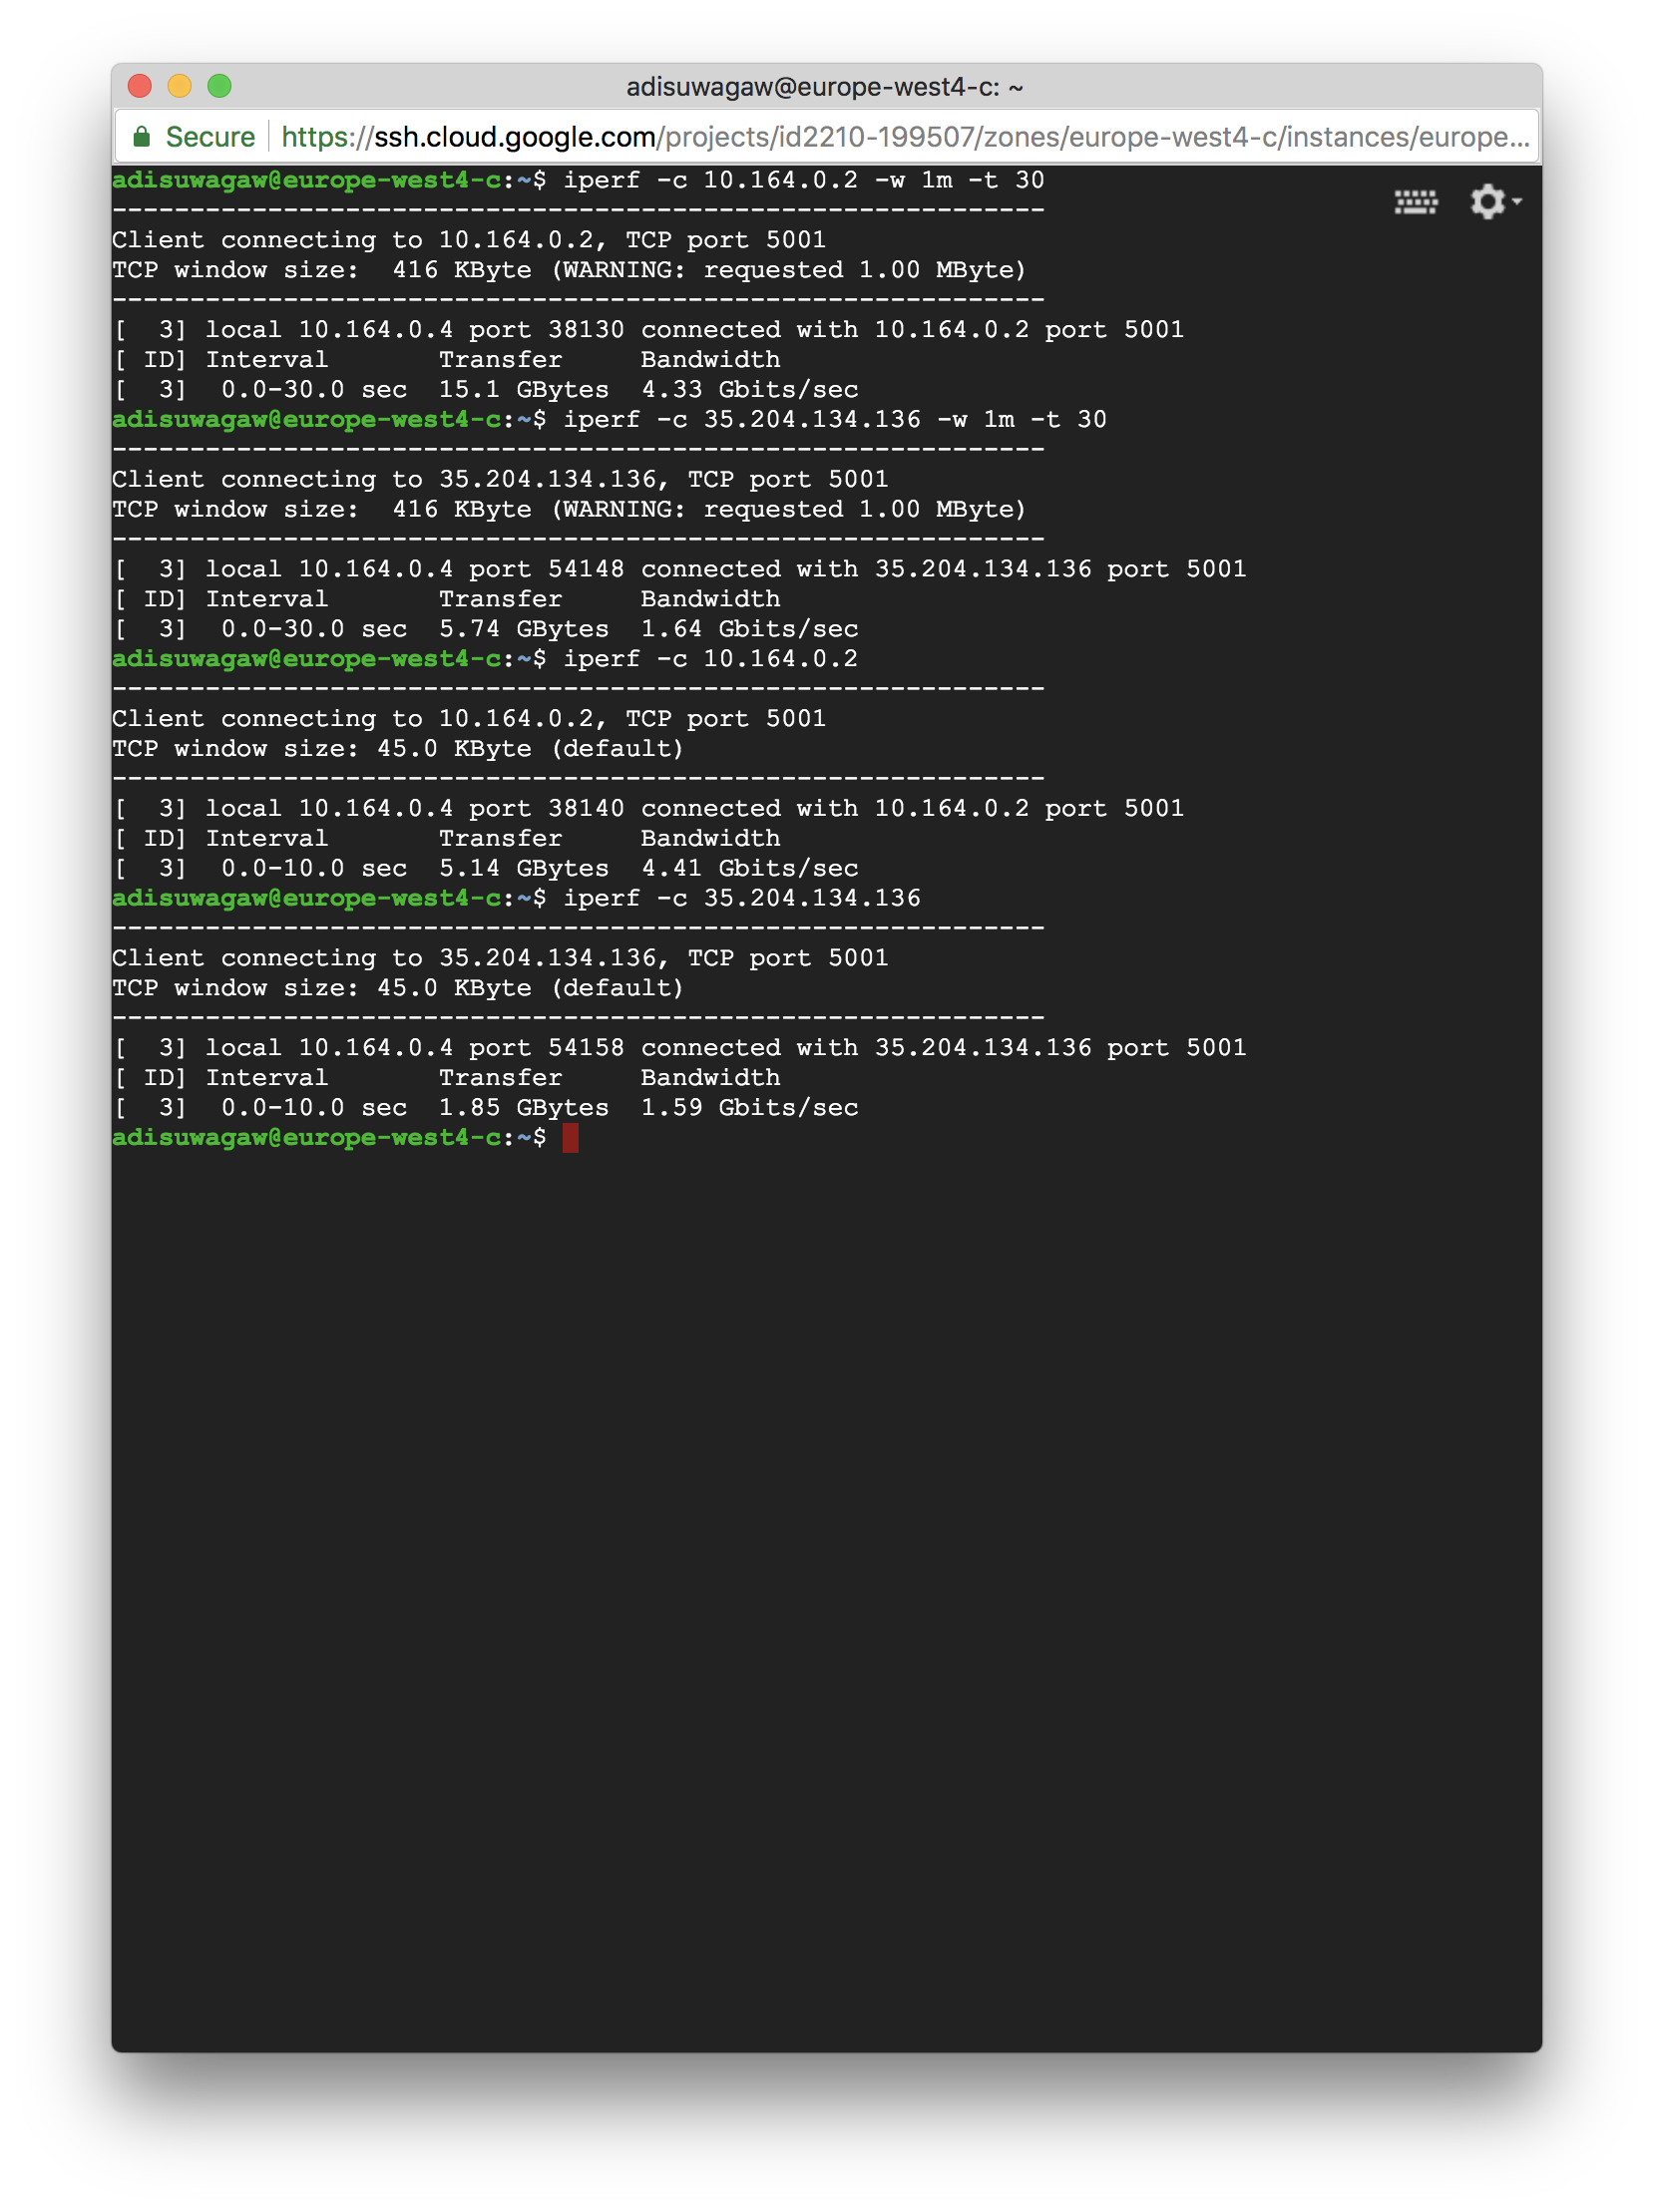 adisuwagaw@europe-west4-c: ~
Secure https://ssh.cloud.google.com/projects/id2210-199507/zones/europe-west4-c/instances/europe...
adisuwagaw@europe-west4-c:~$ iperf -c 10.164.0.2 -w 1m -t 30
------------------------------------------------------------
Client connecting to 10.164.0.2, TCP port 5001
TCP window size:  416 KByte (WARNING: requested 1.00 MByte)
------------------------------------------------------------
[  3] local 10.164.0.4 port 38130 connected with 10.164.0.2 port 5001
[ ID] Interval       Transfer     Bandwidth
[  3]  0.0-30.0 sec  15.1 GBytes  4.33 Gbits/sec
adisuwagaw@europe-west4-c:~$ iperf -c 35.204.134.136 -w 1m -t 30
------------------------------------------------------------
Client connecting to 35.204.134.136, TCP port 5001
TCP window size:  416 KByte (WARNING: requested 1.00 MByte)
------------------------------------------------------------
[  3] local 10.164.0.4 port 54148 connected with 35.204.134.136 port 5001
[ ID] Interval       Transfer     Bandwidth
[  3]  0.0-30.0 sec  5.74 GBytes  1.64 Gbits/sec
adisuwagaw@europe-west4-c:~$ iperf -c 10.164.0.2
------------------------------------------------------------
Client connecting to 10.164.0.2, TCP port 5001
TCP window size: 45.0 KByte (default)
------------------------------------------------------------
[  3] local 10.164.0.4 port 38140 connected with 10.164.0.2 port 5001
[ ID] Interval       Transfer     Bandwidth
[  3]  0.0-10.0 sec  5.14 GBytes  4.41 Gbits/sec
adisuwagaw@europe-west4-c:~$ iperf -c 35.204.134.136
------------------------------------------------------------
Client connecting to 35.204.134.136, TCP port 5001
TCP window size: 45.0 KByte (default)
------------------------------------------------------------
[  3] local 10.164.0.4 port 54158 connected with 35.204.134.136 port 5001
[ ID] Interval       Transfer     Bandwidth
[  3]  0.0-10.0 sec  1.85 GBytes  1.59 Gbits/sec
adisuwagaw@europe-west4-c:~$